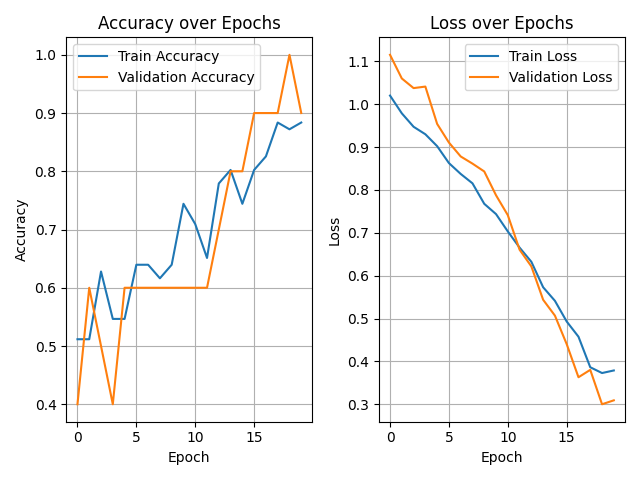 Accuracy over Epochs
Train Accuracy
Validation Accuracy
1.0
0.9
0.8
0.7
0.6
0.5
0.4
Accuracy
0
5
10
15
Epoch
Loss over Epochs
Train Loss
Validation Loss
1.1
1.0
0.9
0.8
0.7
0.6
0.5
0.4
0.3
Loss
0
5
10
15
Epoch